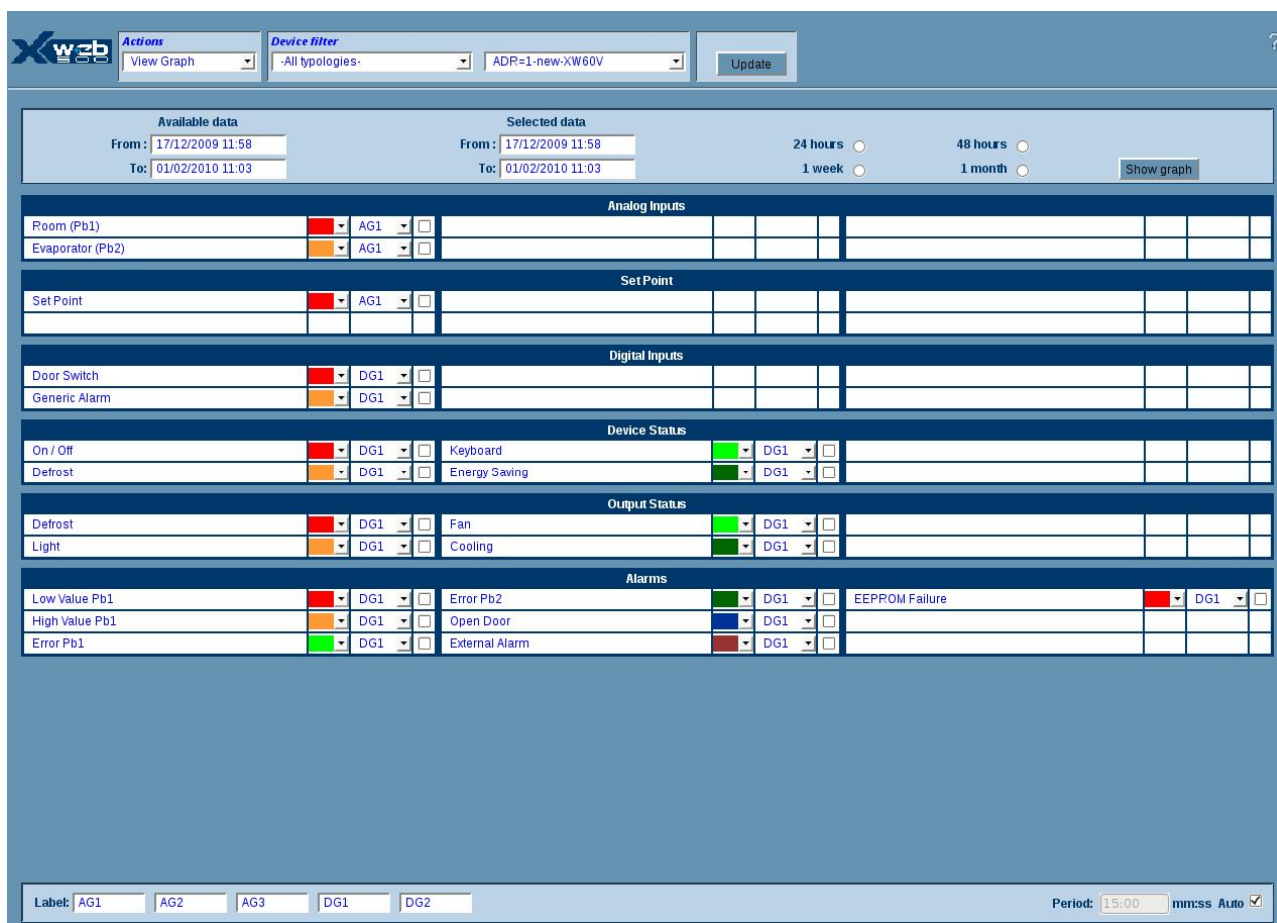 Xweb
Actions
View Graph
Device filter
-All typologies-
ADR=1-new-XW60V
Update
?
Available data
From: 17/12/2009 11:58
To: 01/02/2010 11:03
Selected data
From: 17/12/2009 11:58
To: 01/02/2010 11:03
24 hours
48 hours
1 week
1 month
Show graph
Analog Inputs
Room (Pb1) AG1
Evaporator (Pb2) AG1
Set Point
Set Point AG1
Digital Inputs
Door Switch DG1
Generic Alarm DG1
Device Status
On / Off DG1 Keyboard DG1
Defrost DG1 Energy Saving DG1
Output Status
Defrost DG1 Fan DG1
Light DG1 Cooling DG1
Alarms
Low Value Pb1 DG1 Error Pb2 DG1 EEPROM Failure DG1
High Value Pb1 DG1 Open Door DG1
Error Pb1 DG1 External Alarm DG1
Label: AG1 AG2 AG3 DG1 DG2 Period: 15:00 mm:ss Auto